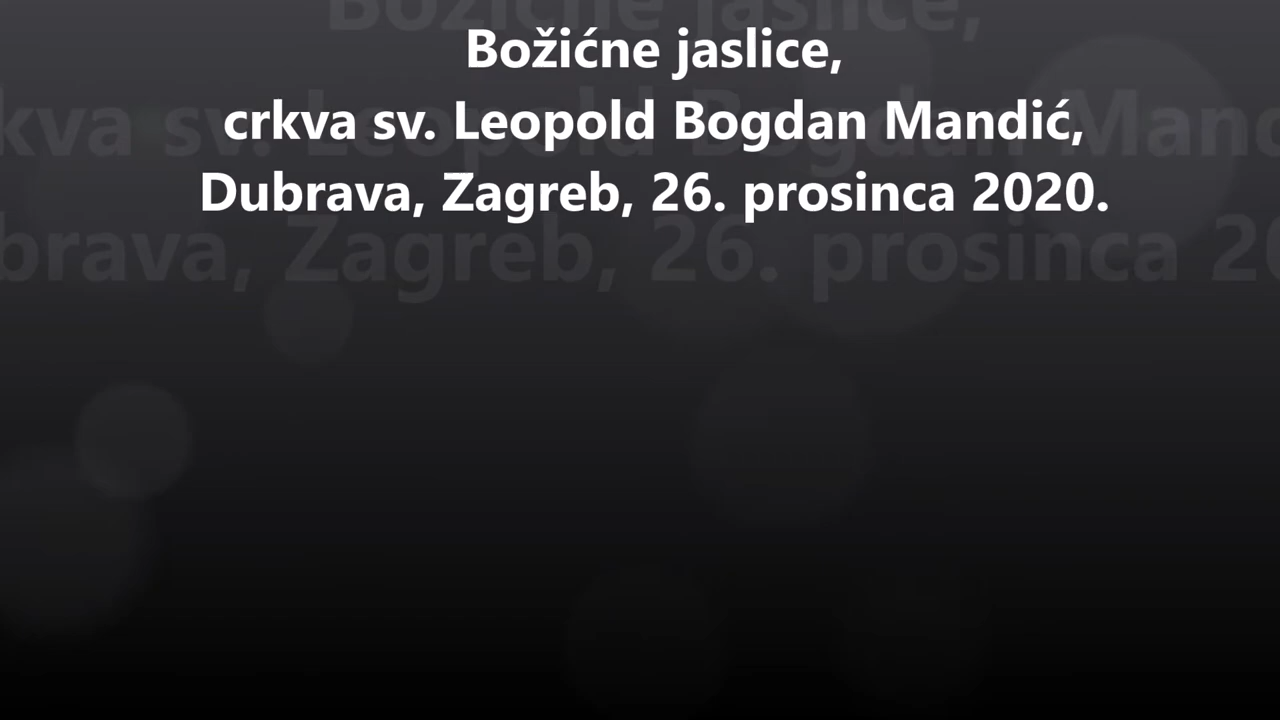 Božićne jaslice,
crkva sv. Leopold Bogdan Mandić,
Dubrava, Zagreb, 26. prosinca 2020.